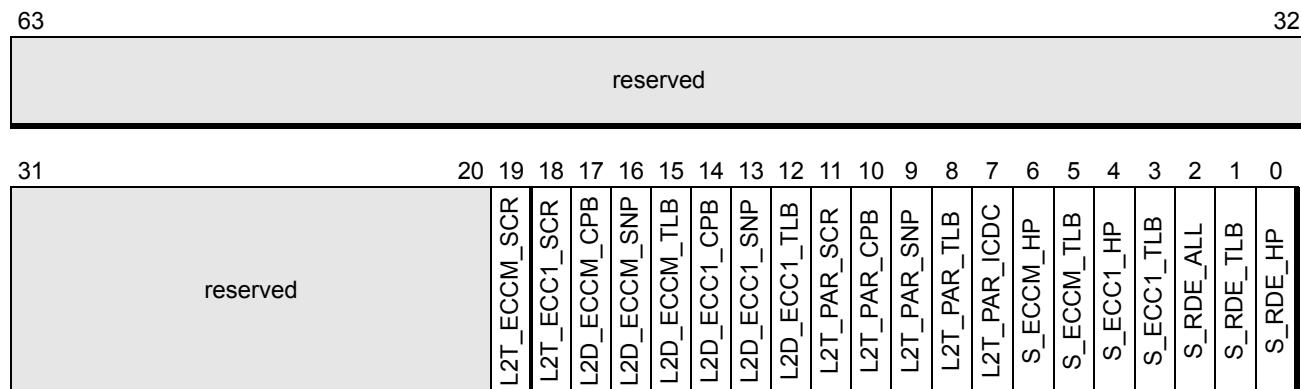 63 32
reserved
31 20 19 18 17 16 15 14 13 12 11 10 9 8 7 6 5 4 3 2 1 0
reserved
L2T_ECCM_SCR
L2T_ECC1_SCR
L2D_ECCM_CPB
L2D_ECCM_SNP
L2D_ECCM_TLB
L2D_ECC1_CPB
L2D_ECC1_SNP
L2D_ECC1_TLB
L2T_PAR_SCR
L2T_PAR_CPB
L2T_PAR_SNP
L2T_PAR_TLB
L2T_PAR_ICDC
S_ECCM_HP
S_ECCM_TLB
S_ECC1_HP
S_ECC1_TLB
S_RDE_ALL
S_RDE_TLB
S_RDE_HP